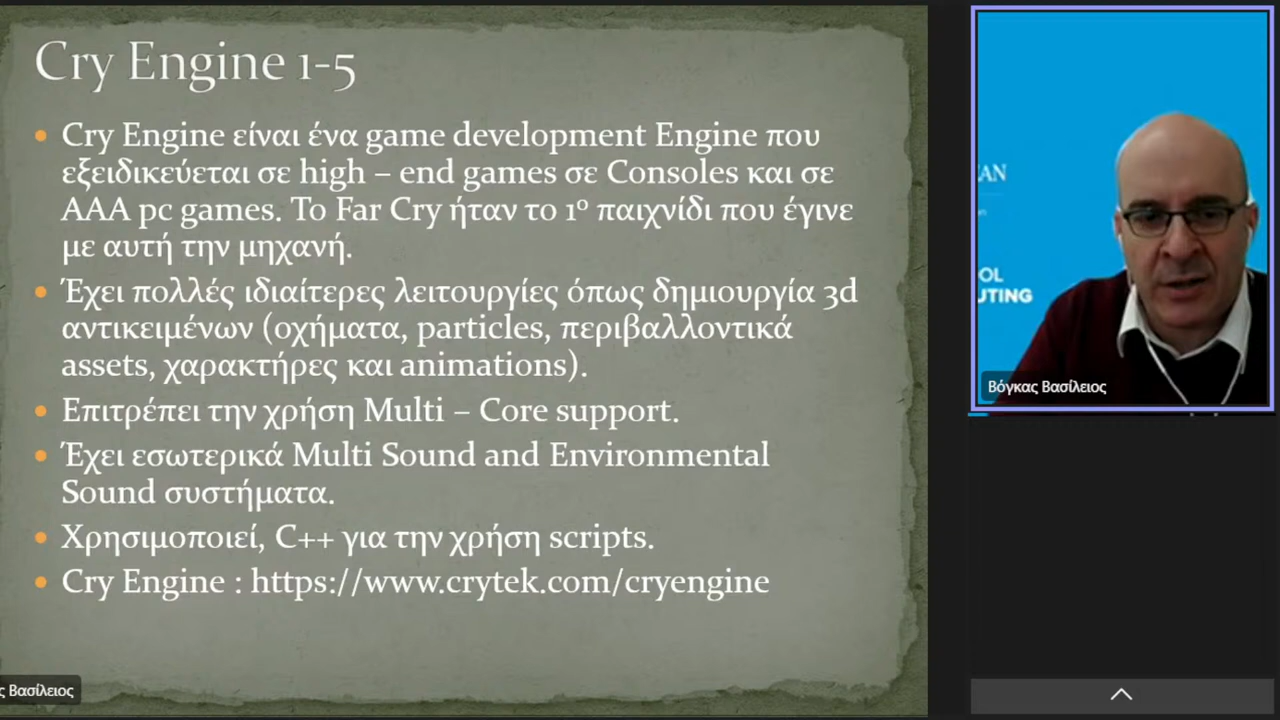 Cry Engine 1-5
Cry Engine είναι ένα game development Engine που
εξειδικεύεται σε high – end games σε Consoles και σε
AAA pc games. Το Far Cry ήταν το 1º παιχνίδι που έγινε
με αυτή την μηχανή.
Έχει πολλές ιδιαίτερες λειτουργίες όπως δημιουργία 3d
αντικειμένων (οχήματα, particles, περιβαλλοντικά
assets, χαρακτήρες και animations).
Επιτρέπει την χρήση Multi – Core support.
Έχει εσωτερικά Multi Sound and Environmental
Sound συστήματα.
Χρησιμοποιεί, C++ για την χρήση scripts.
Cry Engine : https://www.crytek.com/cryengine
ς Βασίλειος
AN
OL
UTING
Βόγκας Βασίλειος